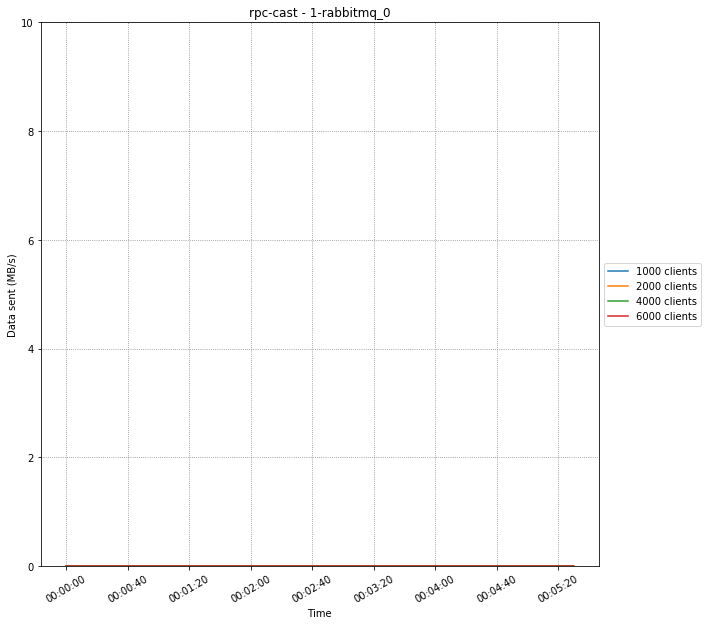 rpc-cast - 1-rabbitmq_0
10
8
6
4
2
0
Data sent (MB/s)
00:00:00
00:00:40
00:01:20
00:02:00
00:02:40
00:03:20
00:04:00
00:04:40
00:05:20
Time
1000 clients
2000 clients
4000 clients
6000 clients